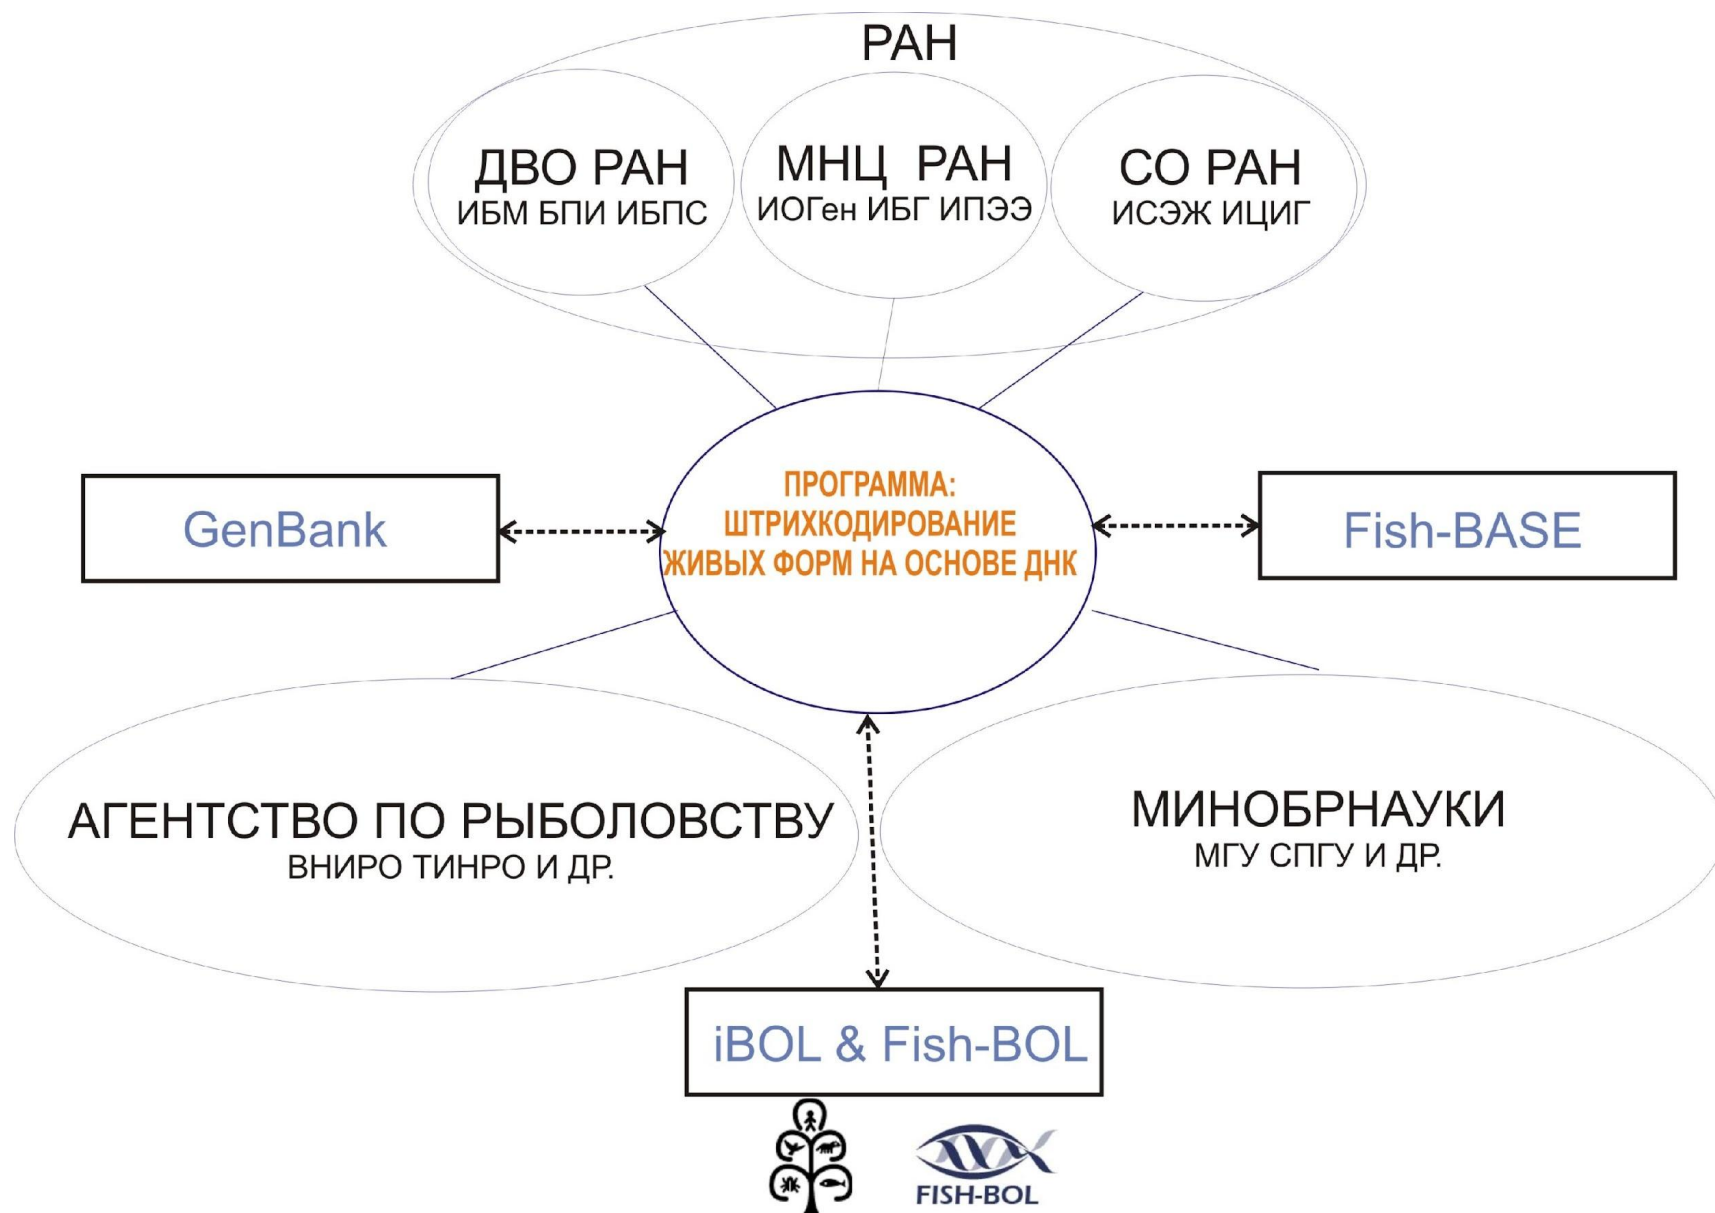 РАН
ДВО РАН
ИБМ БПИ ИБПС
МНЦ РАН
ИОГен ИБГ ИПЭЭ
СО РАН
ИСЭЖ ИЦИГ
GenBank
ПРОГРАММА:
ШТРИХКОДИРОВАНИЕ
ЖИВЫХ ФОРМ НА ОСНОВЕ ДНК
Fish-BASE
АГЕНТСТВО ПО РЫБОЛОВСТВУ
ВНИРО ТИНРО И ДР.
МИНОБРНАУКИ
МГУ СПГУ И ДР.
iBOL & Fish-BOL
FISH-BOL